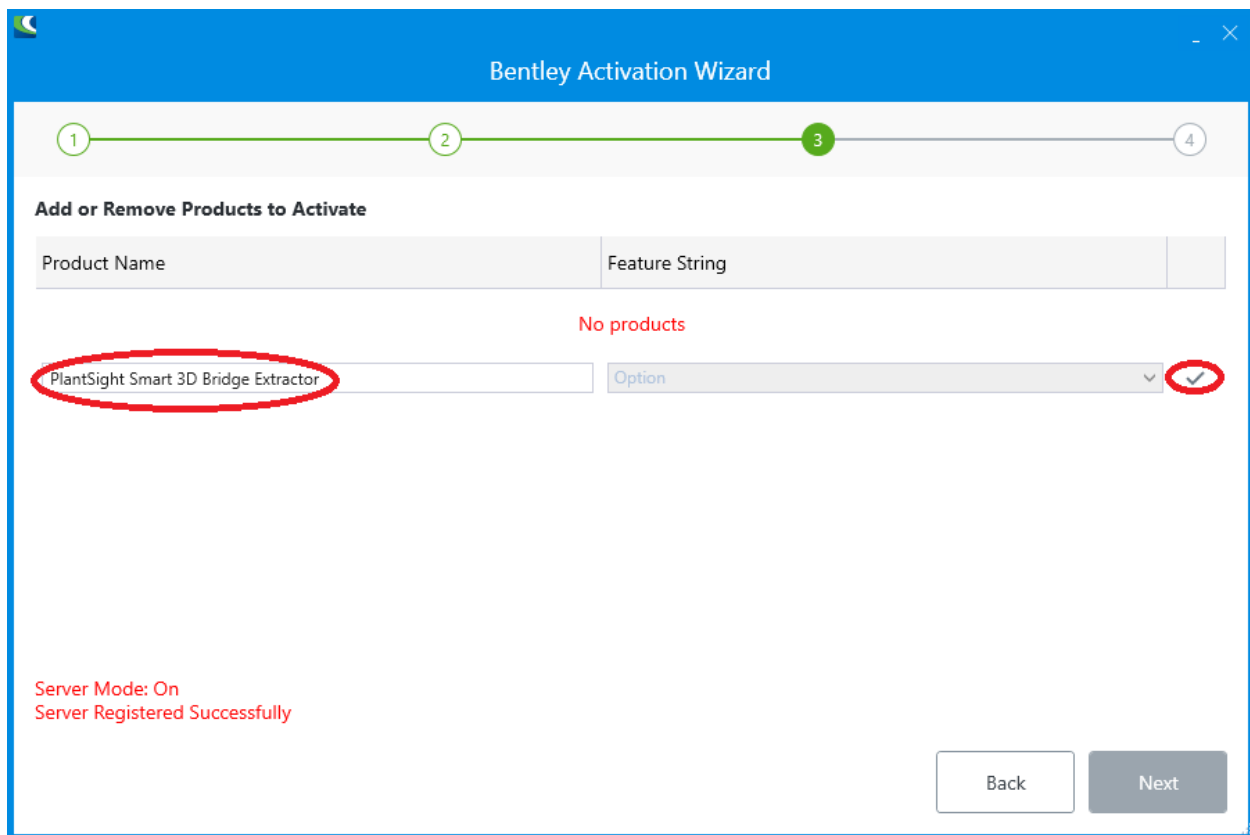 Bentley Activation Wizard
1 2 3 4
Add or Remove Products to Activate
Product Name Feature String
No products
PlantSight Smart 3D Bridge Extractor Option
Server Mode: On
Server Registered Successfully
Back Next